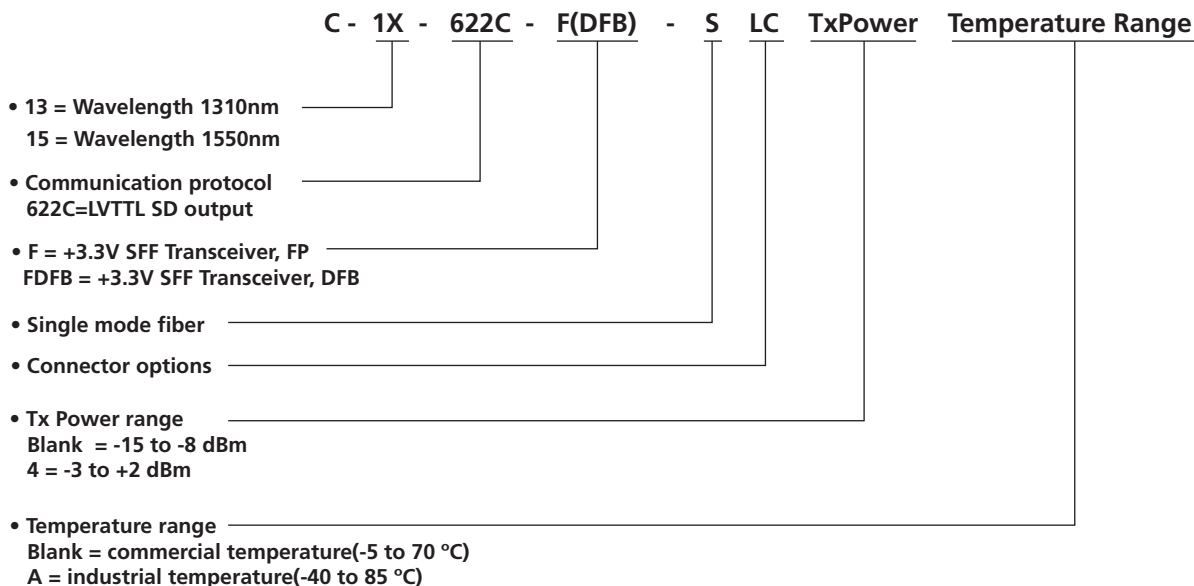 C - 1X - 622C - F(DFB) - S LC TxPower Temperature Range
• 13 = Wavelength 1310nm
15 = Wavelength 1550nm
• Communication protocol
622C=LVTTL SD output
• F = +3.3V SFF Transceiver, FP
FDFB = +3.3V SFF Transceiver, DFB
• Single mode fiber
• Connector options
• Tx Power range
Blank = -15 to -8 dBm
4 = -3 to +2 dBm
• Temperature range
Blank = commercial temperature(-5 to 70 ºC)
A = industrial temperature(-40 to 85 ºC)